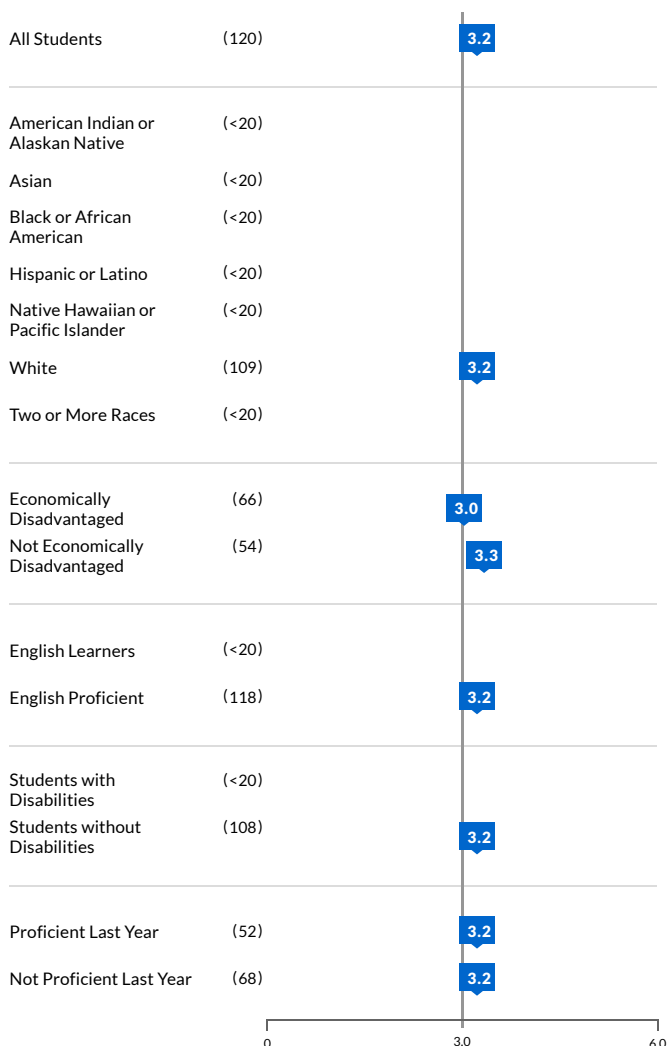 All Students (120) 3.2
American Indian or (<20)
Alaskan Native
Asian (<20)
Black or African (<20)
American
Hispanic or Latino (<20)
Native Hawaiian or (<20)
Pacific Islander
White (109) 3.2
Two or More Races (<20)
Economically (66) 3.0
Disadvantaged
Not Economically (54) 3.3
Disadvantaged
English Learners (<20)
English Proficient (118) 3.2
Students with (<20)
Disabilities
Students without (108) 3.2
Disabilities
Proficient Last Year (52) 3.2
Not Proficient Last Year (68) 3.2
0 3.0 6.0